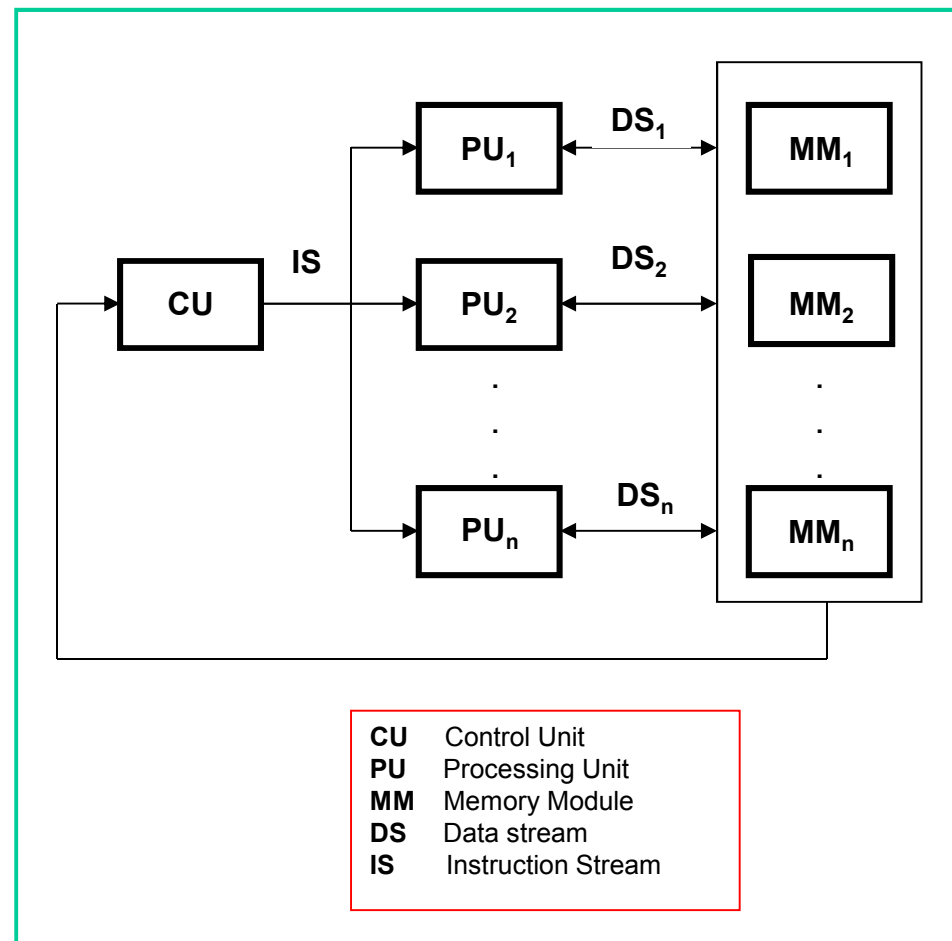 PU₁ DS₁ MM₁
IS
CU PU₂ DS₂ MM₂
. .
. .
. .
PUₙ DSₙ MMₙ
CU Control Unit
PU Processing Unit
MM Memory Module
DS Data stream
IS Instruction Stream